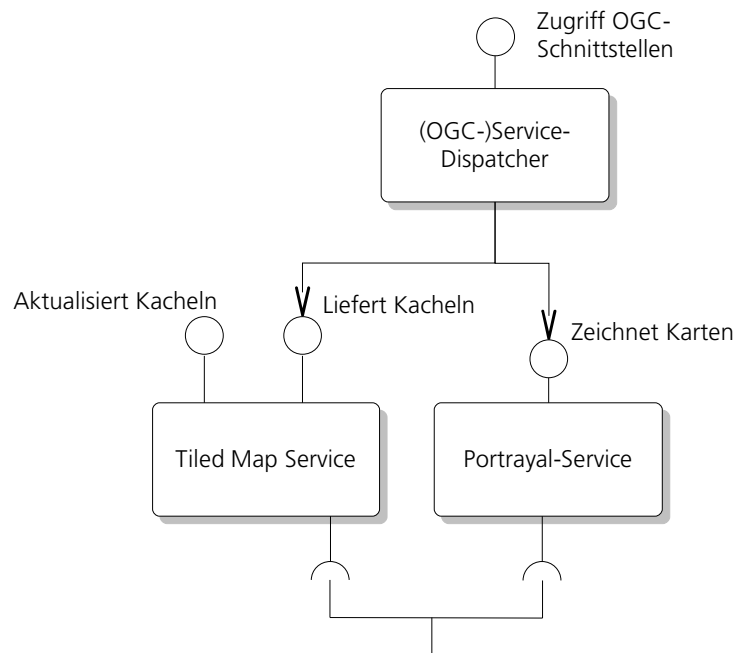 Zugriff OGC-
Schnittstellen
(OGC-)Service-
Dispatcher
Aktualisiert Kacheln
Liefert Kacheln
Zeichnet Karten
Tiled Map Service
Portrayal-Service